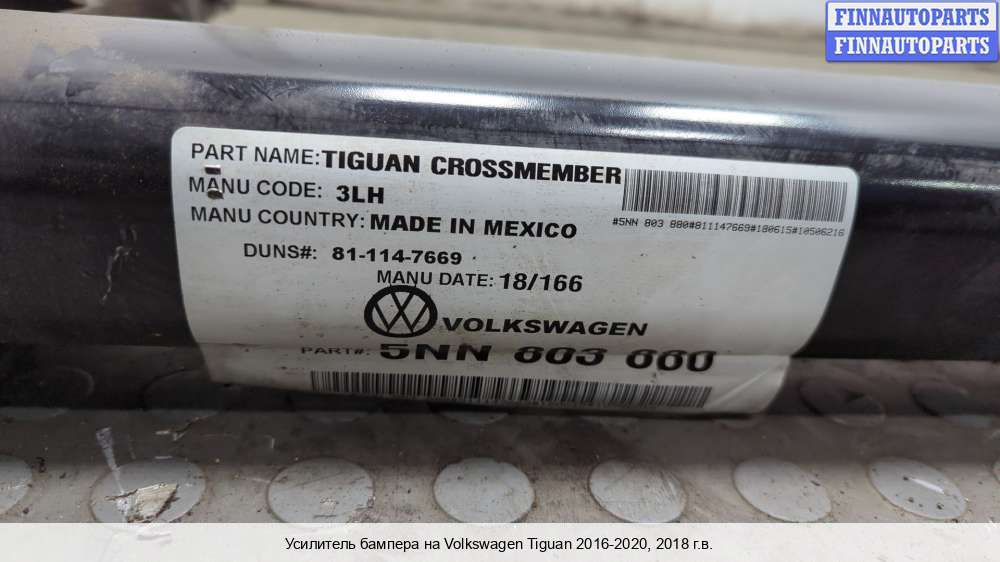 FINNAUTOPARTS
FINNAUTOPARTS
PART NAME: TIGUAN CROSSMEMBER
MANU CODE: 3LH
MANU COUNTRY: MADE IN MEXICO
#5NN 803 880#811147669#180615#10506216
DUNS#: 81-114-7669
MANU DATE: 18/166
VOLKSWAGEN
PART#: 5NN 803 880
Усилитель бампера на Volkswagen Tiguan 2016-2020, 2018 г.в.